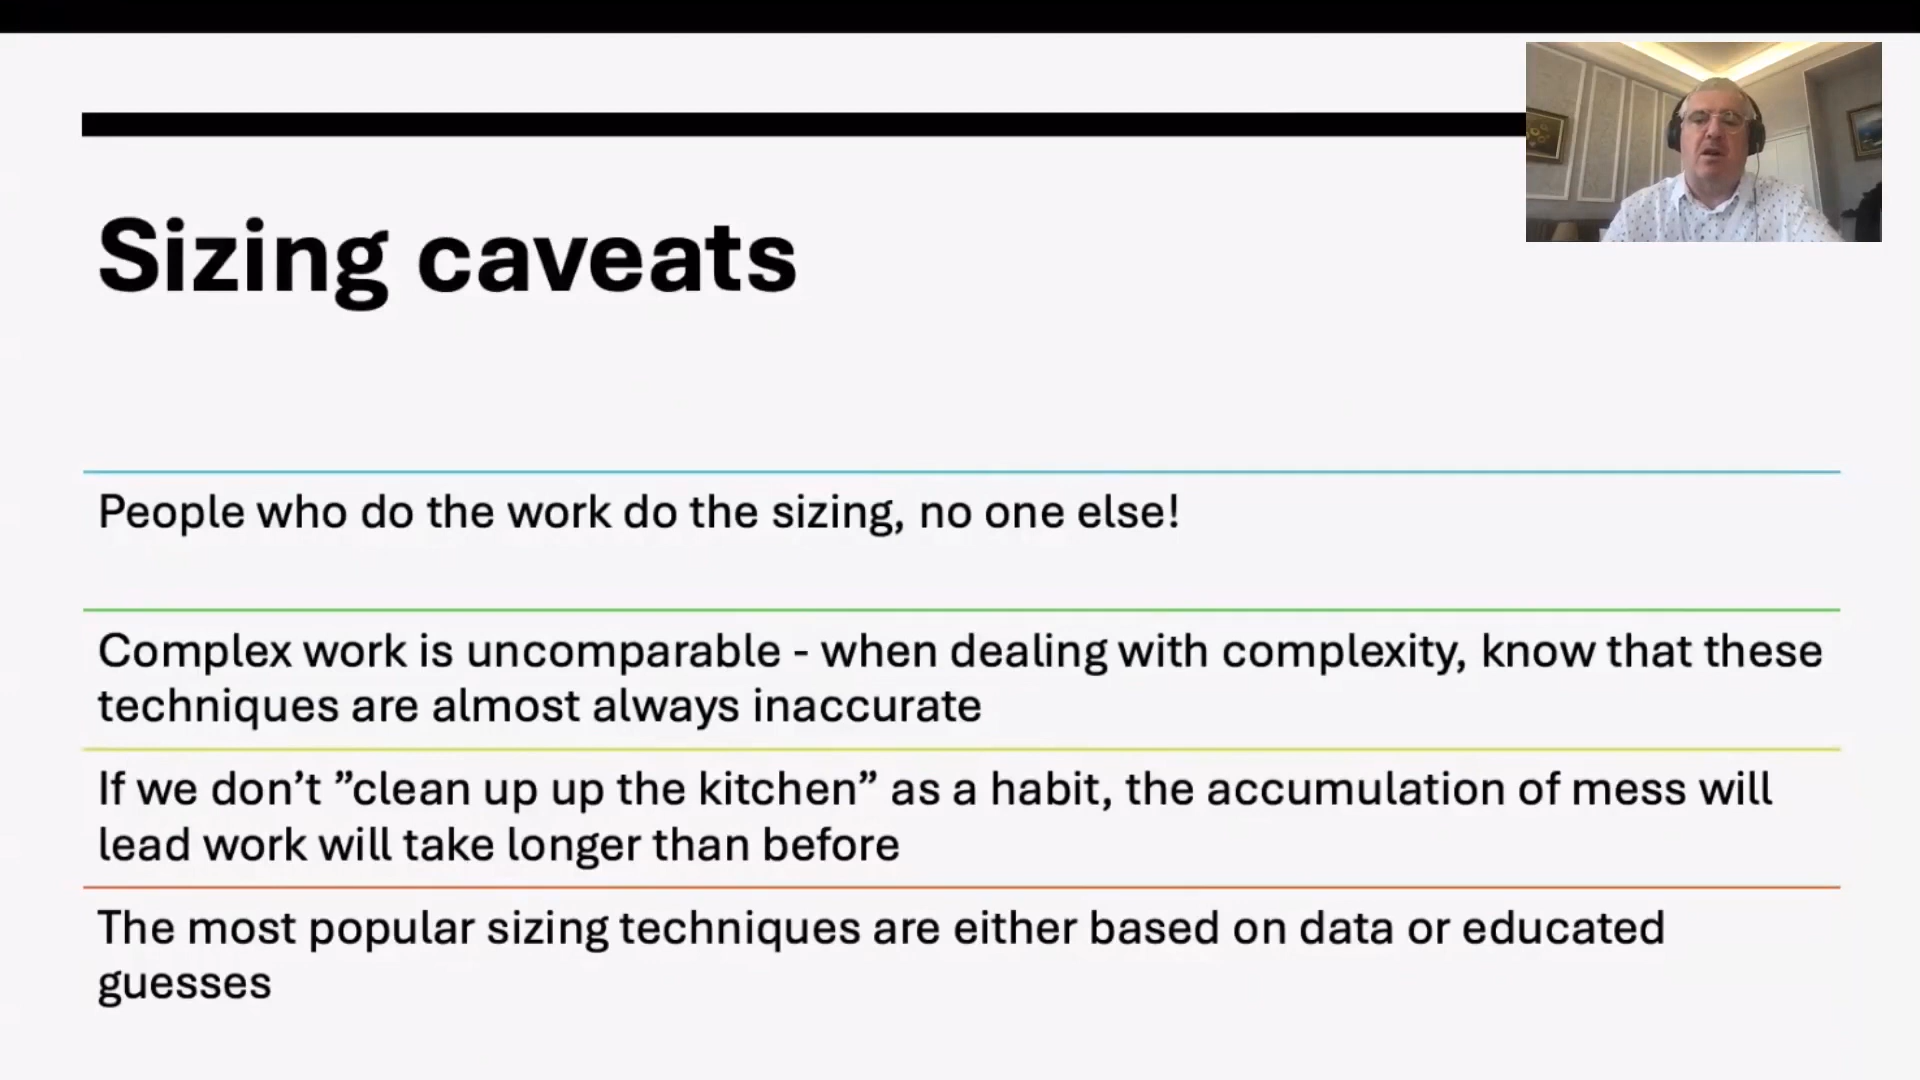 Sizing caveats
People who do the work do the sizing, no one else!
Complex work is uncomparable - when dealing with complexity, know that these
techniques are almost always inaccurate
If we don’t ”clean up up the kitchen” as a habit, the accumulation of mess will
lead work will take longer than before
The most popular sizing techniques are either based on data or educated
guesses